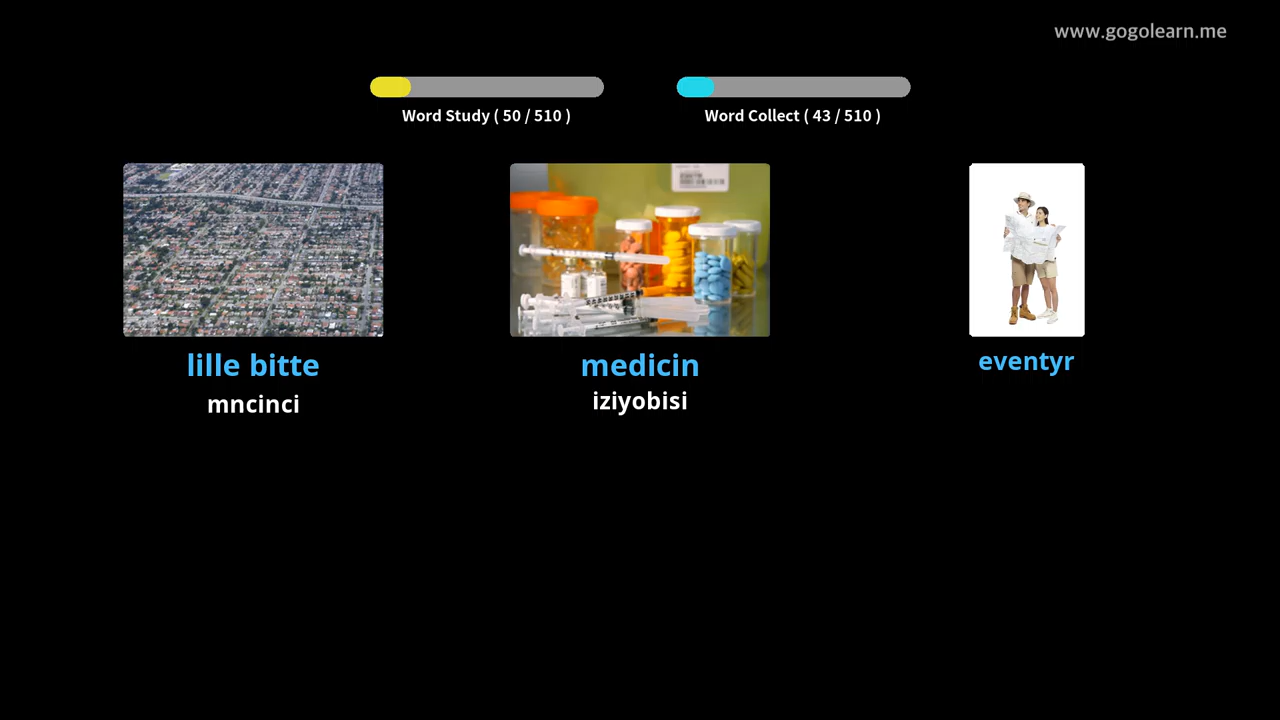 www.gogolearn.me
Word Study ( 50 / 510 )
Word Collect ( 43 / 510 )
lille bitte
mncinci
medicin
iziyobisi
eventyr